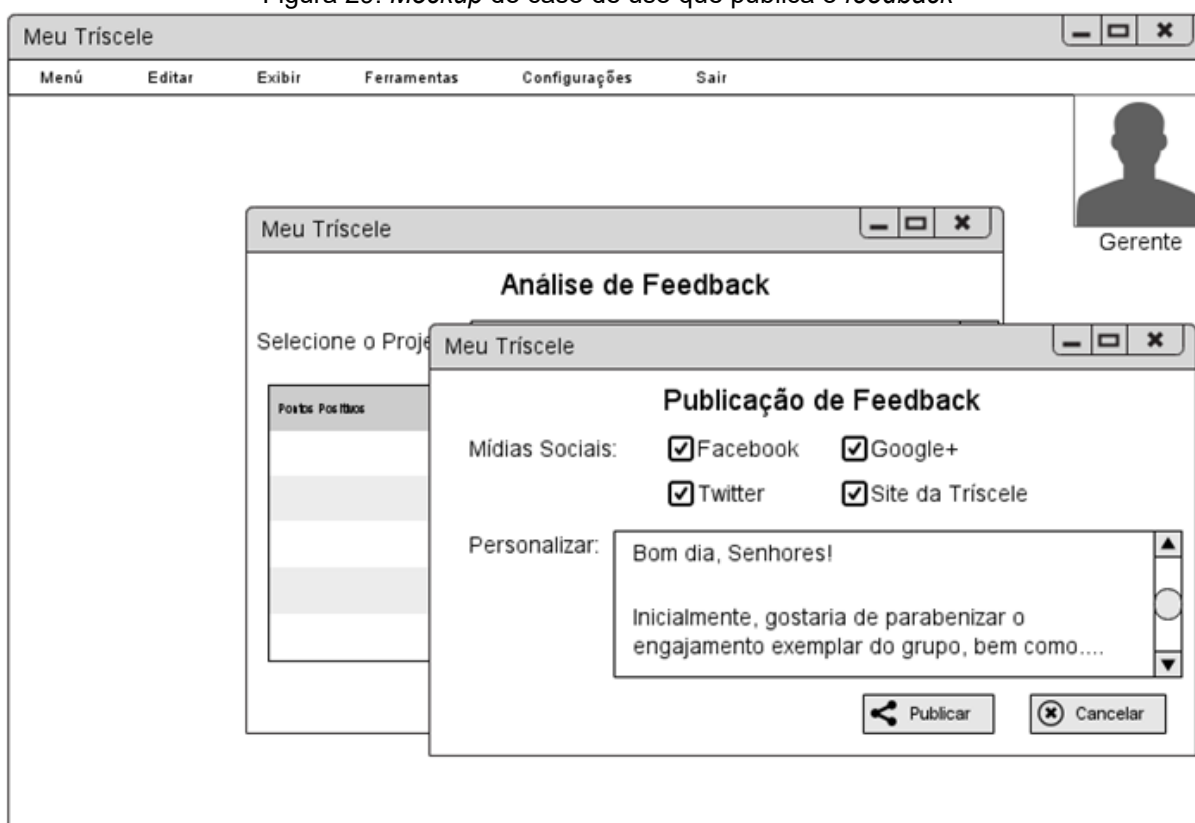 Meu Tríscele
Menú Editar Exibir Ferramentas Configurações Sair
Gerente
Meu Tríscele
Análise de Feedback
Selecione o Proje
Pontos Positivos
Meu Tríscele
Publicação de Feedback
Mídias Sociais: Facebook Google+
Twitter Site da Tríscele
Personalizar:
Bom dia, Senhores!
Inicialmente, gostaria de parabenizar o
engajamento exemplar do grupo, bem como....
Publicar Cancelar